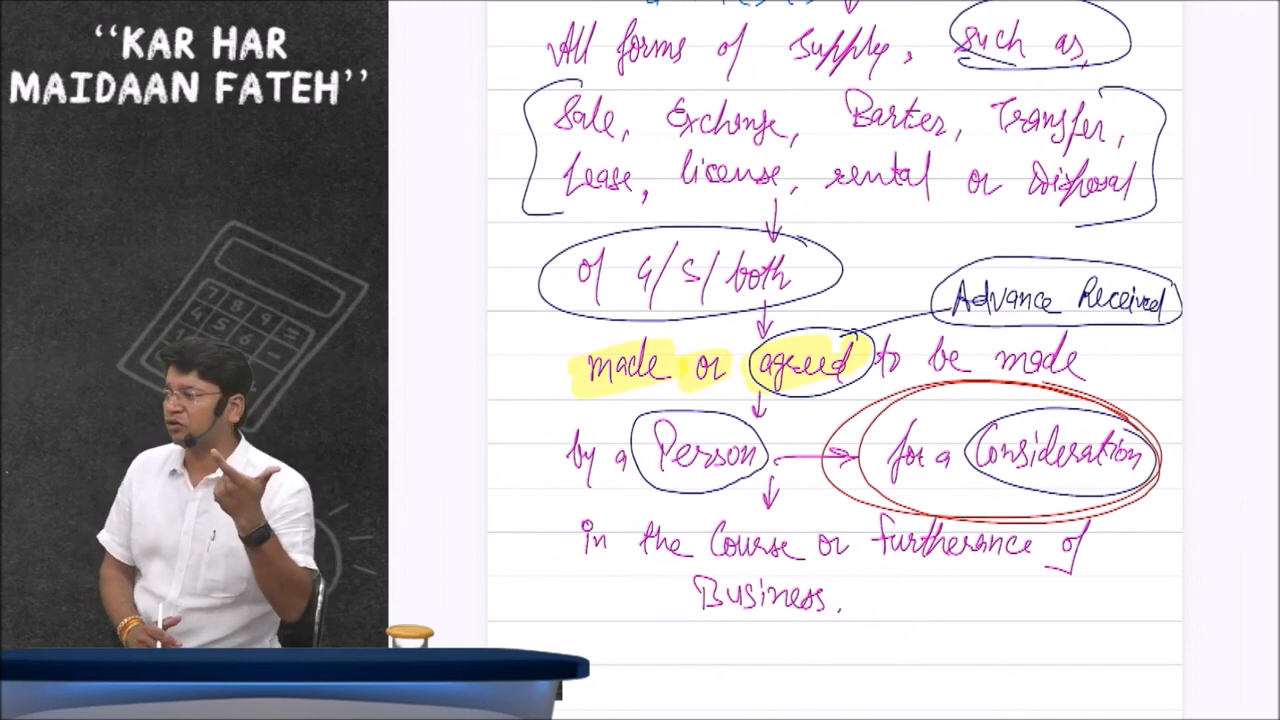 “KAR HAR
MAIDAAN FATEH”
All forms of supply, such as,
Sale, Exchange, Barter, Transfer,
Lease, license, rental or disposal
of G/S/both
Advance Received
made or agreed to be made
by a Person → for a Consideration
in the Course or furtherance of
Business.